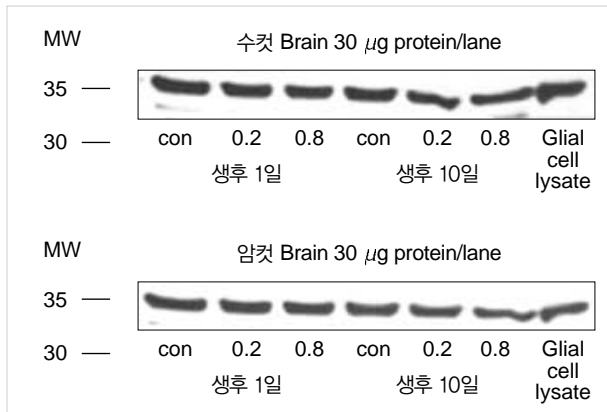 MW 수컷 Brain 30 μg protein/lane
35
30
con 0.2 0.8 con 0.2 0.8 Glial
cell
lysate
생후 1일 생후 10일
MW 암컷 Brain 30 μg protein/lane
35
30
con 0.2 0.8 con 0.2 0.8 Glial
cell
lysate
생후 1일 생후 10일